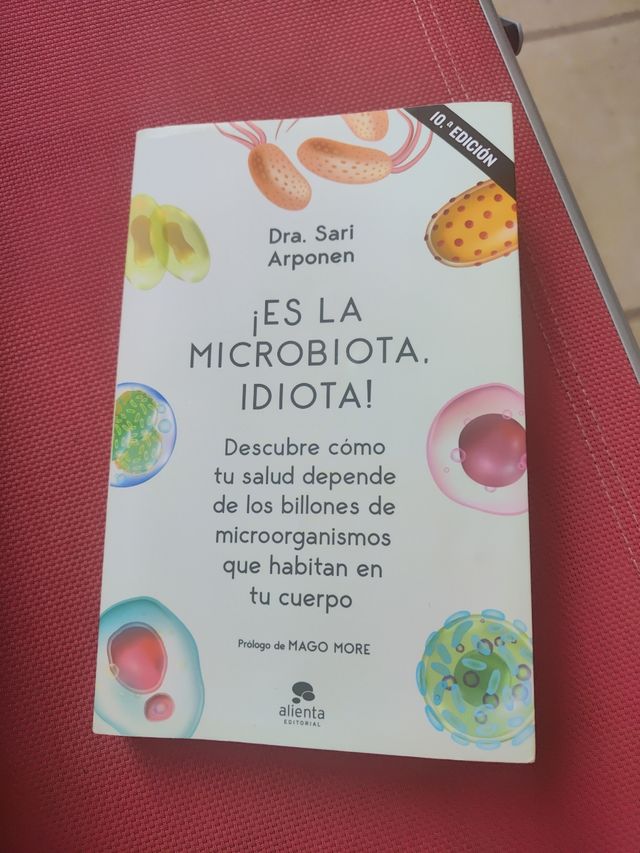 10.ª EDICIÓN
Dra. Sari
Arponen
¡ES LA
MICROBIOTA,
IDIOTA!
Descubre cómo
tu salud depende
de los billones de
microorganismos
que habitan en
tu cuerpo
Prólogo de MAGO MORE
alienta
EDITORIAL